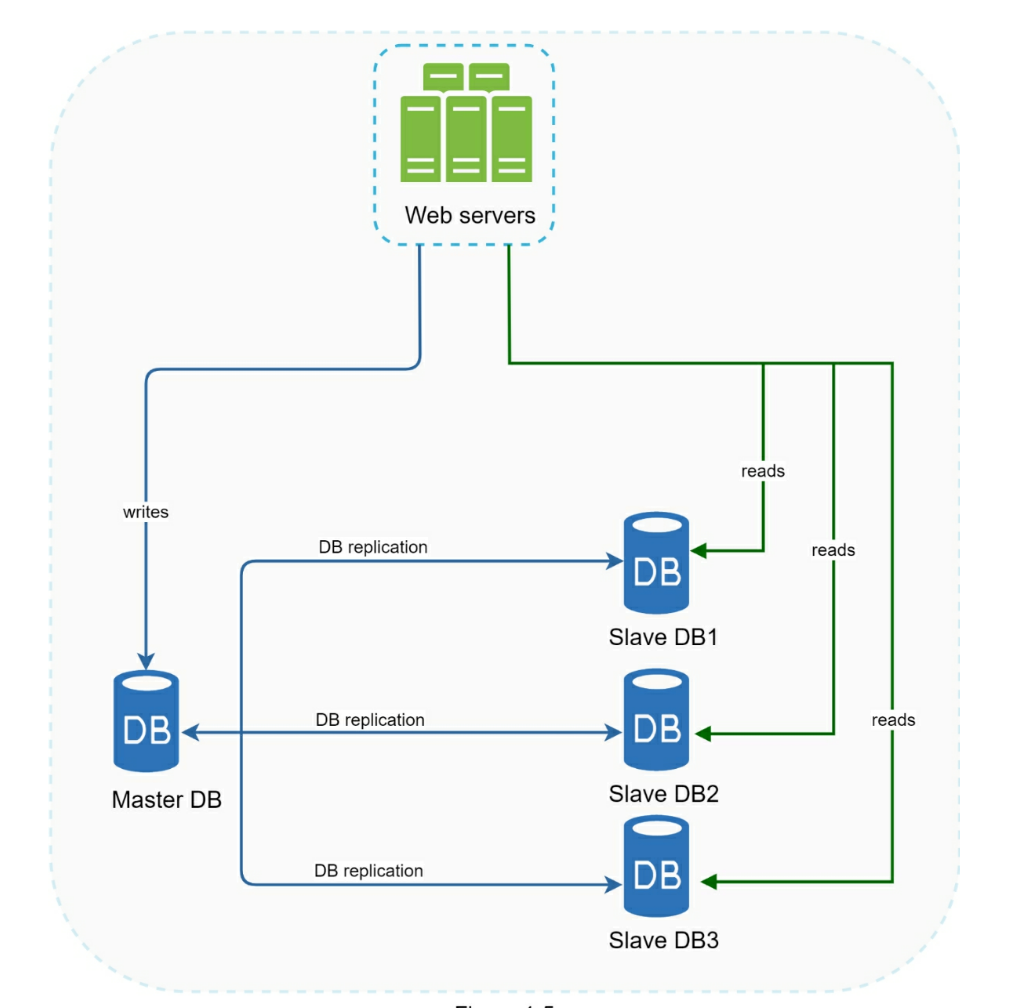 Web servers
reads
writes
DB replication
reads
DB
Slave DB1
DB
DB replication
DB
reads
Master DB
Slave DB2
DB replication
DB
Slave DB3